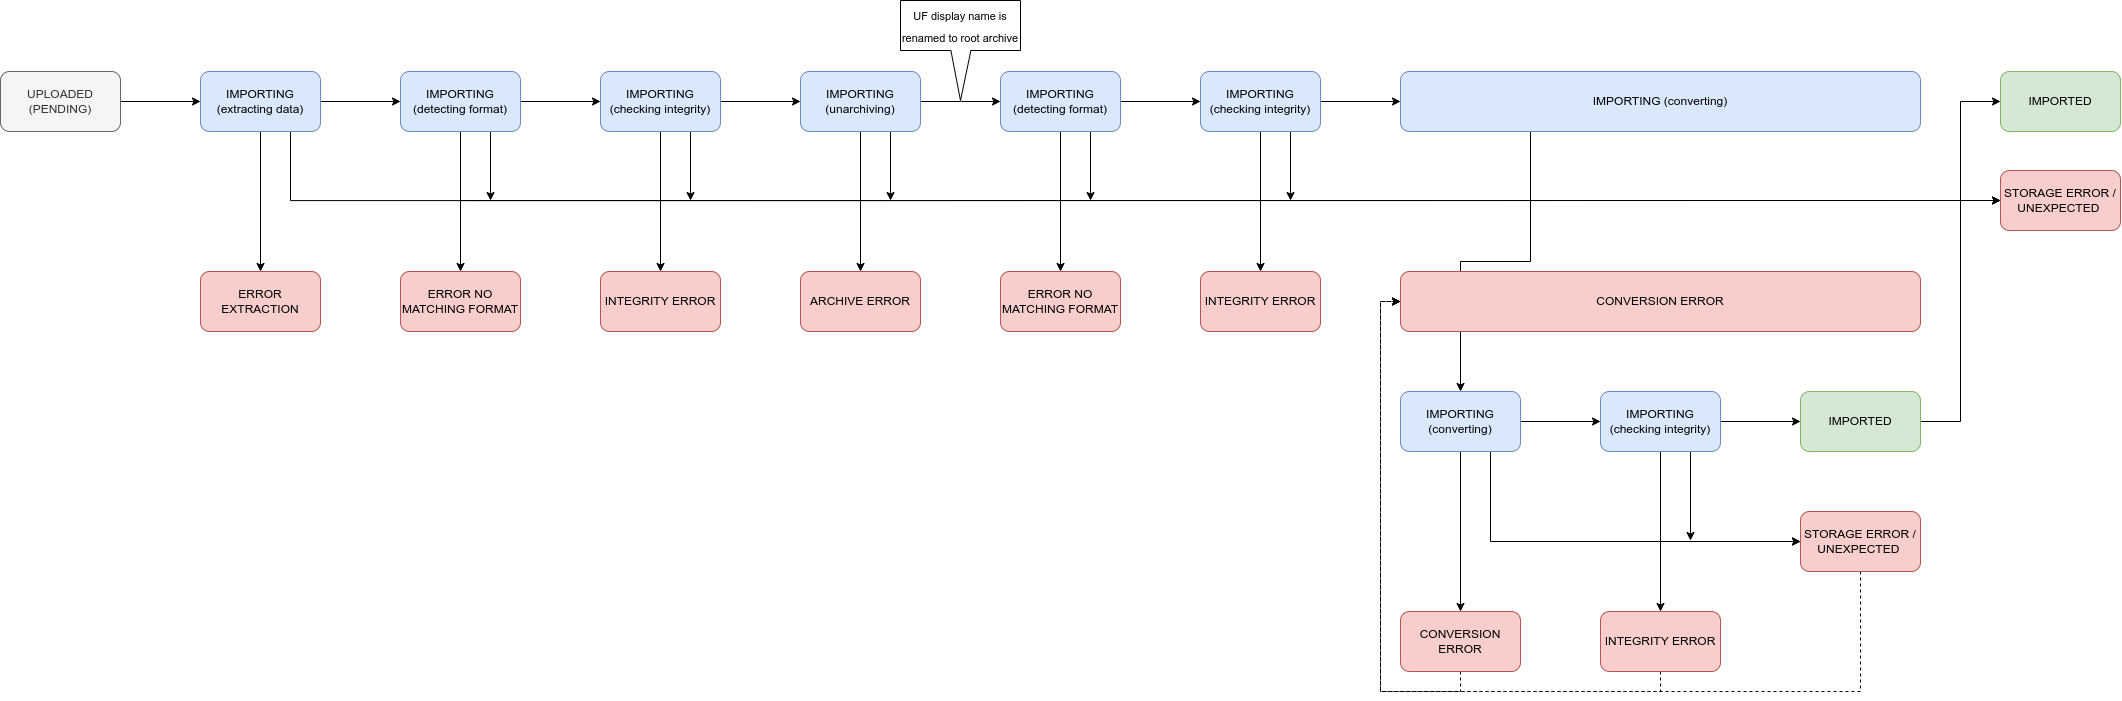 UF display name is
renamed to root archive
UPLOADED
(PENDING)
IMPORTING
(extracting data)
IMPORTING
(detecting format)
IMPORTING
(checking integrity)
IMPORTING
(unarchiving)
IMPORTING
(detecting format)
IMPORTING
(checking integrity)
IMPORTING (converting)
IMPORTED
STORAGE ERROR /
UNEXPECTED
ERROR
EXTRACTION
ERROR NO
MATCHING FORMAT
INTEGRITY ERROR
ARCHIVE ERROR
ERROR NO
MATCHING FORMAT
INTEGRITY ERROR
CONVERSION ERROR
IMPORTING
(converting)
IMPORTING
(checking integrity)
IMPORTED
STORAGE ERROR /
UNEXPECTED
CONVERSION
ERROR
INTEGRITY ERROR